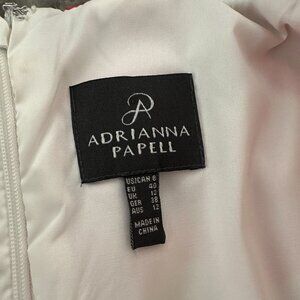 ADRIANNA
PAPELL
US/CAN 8
EU 40
UK 12
GER 38
AUS 12
MADE IN
CHINA